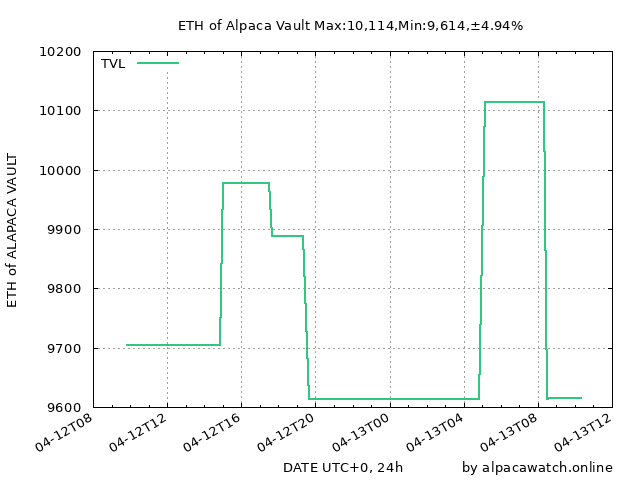 ETH of Alpaca Vault Max:10,114,Min:9,614,±4.94%
TVL
10200
10100
10000
9900
9800
9700
9600
ETH of ALAPACA VAULT
04-12T08
04-12T12
04-12T16
04-12T20
04-13T00
04-13T04
04-13T08
04-13T12
DATE UTC+0, 24h
by alpacawatch.online